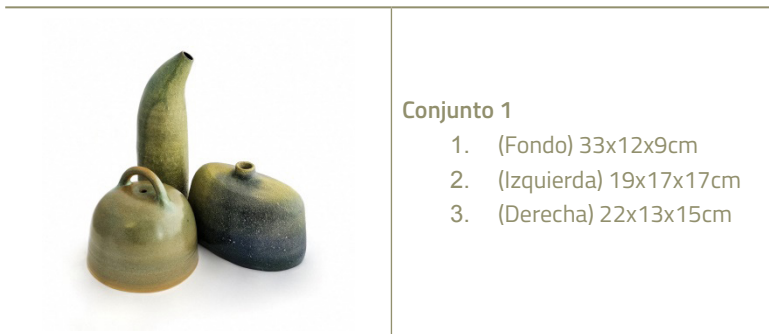 Conjunto 1
1. (Fondo) 33x12x9cm
2. (Izquierda) 19x17x17cm
3. (Derecha) 22x13x15cm